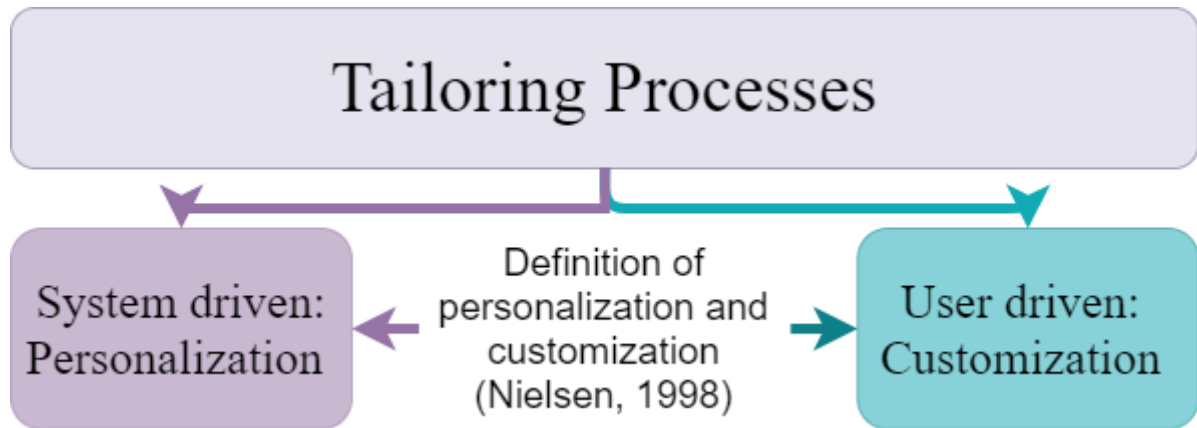 Tailoring Processes
System driven:
Personalization
Definition of
personalization and
customization
(Nielsen, 1998)
User driven:
Customization